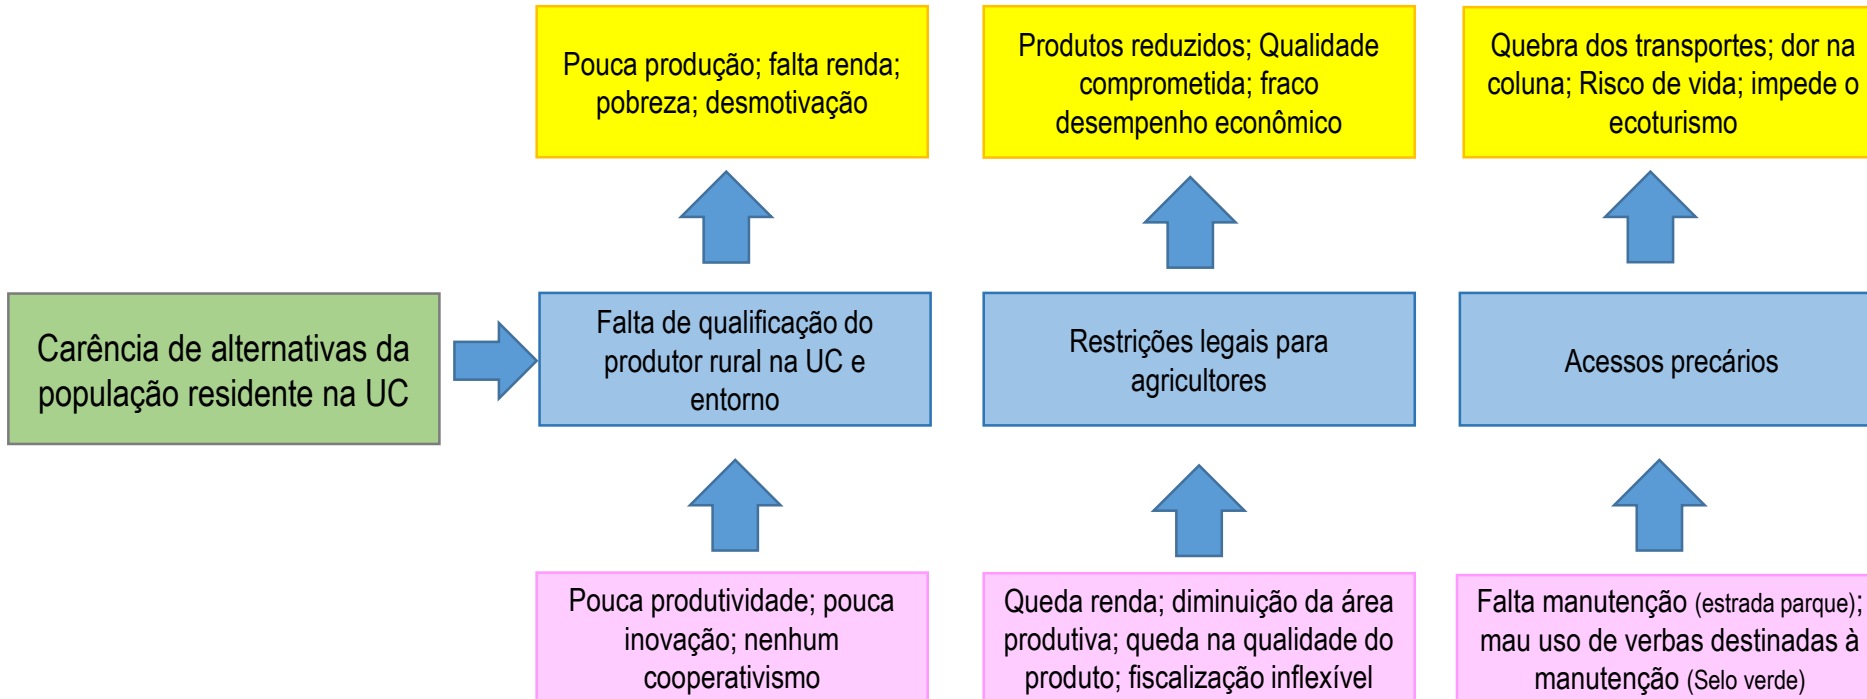 Pouca produção; falta renda;
pobreza; desmotivação
Produtos reduzidos; Qualidade
comprometida; fraco
desempenho econômico
Quebra dos transportes; dor na
coluna; Risco de vida; impede o
ecoturismo
Carência de alternativas da
população residente na UC
Falta de qualificação do
produtor rural na UC e
entorno
Restrições legais para
agricultores
Acessos precários
Pouca produtividade; pouca
inovação; nenhum
cooperativismo
Queda renda; diminuição da área
produtiva; queda na qualidade do
produto; fiscalização inflexível
Falta manutenção (estrada parque);
mau uso de verbas destinadas à
manutenção (Selo verde)